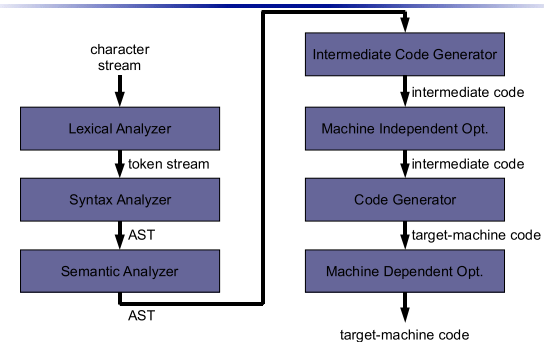 character
stream
Lexical Analyzer
token stream
Syntax Analyzer
AST
Semantic Analyzer
AST
Intermediate Code Generator
intermediate code
Machine Independent Opt.
intermediate code
Code Generator
target-machine code
Machine Dependent Opt.
target-machine code